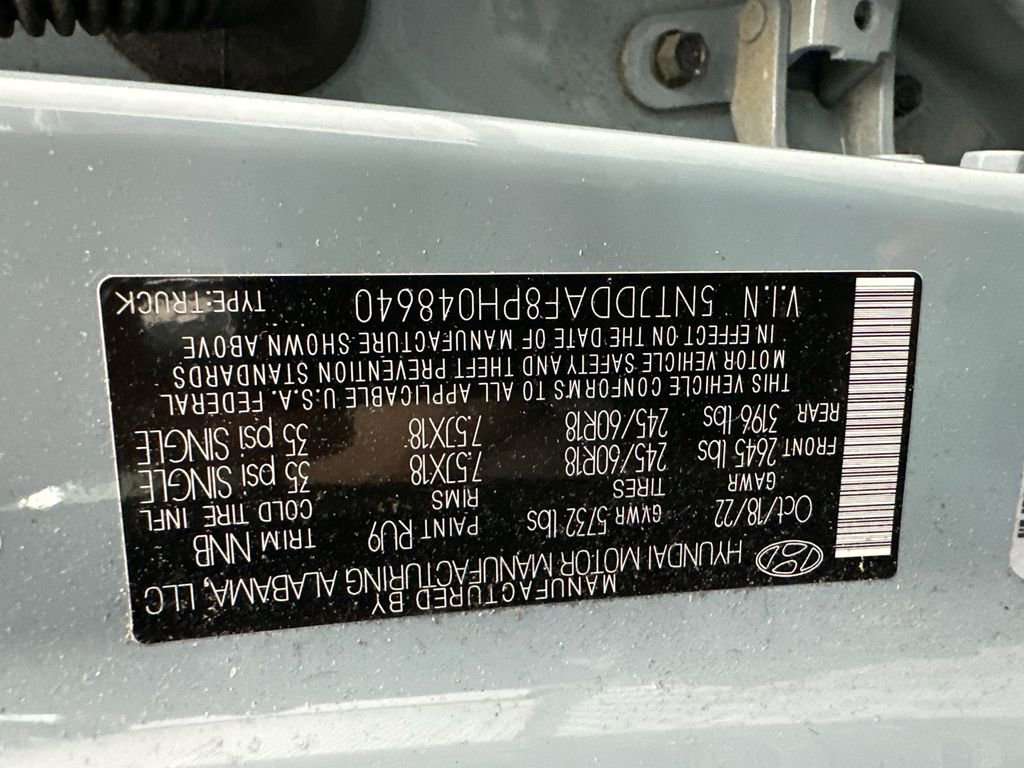 MANUFACTURED BY
HYUNDAI MOTOR MANUFACTURING ALABAMA, LLC
Oct/18/22 GVWR 5732 lbs PAINT RU9 TRIM NNB
GAWR TIRES RIMS COLD TIRE INFL
FRONT 2645 lbs 245/60R18 7.5JX18 35 psi SINGLE
REAR 3196 lbs 245/60R18 7.5JX18 35 psi SINGLE
THIS VEHICLE CONFORMS TO ALL APPLICABLE U.S.A. FEDERAL
MOTOR VEHICLE SAFETY AND THEFT PREVENTION STANDARDS
IN EFFECT ON THE DATE OF MANUFACTURE SHOWN ABOVE
V.I.N 5NTJDDAF8PH048640 TYPE:TRUCK